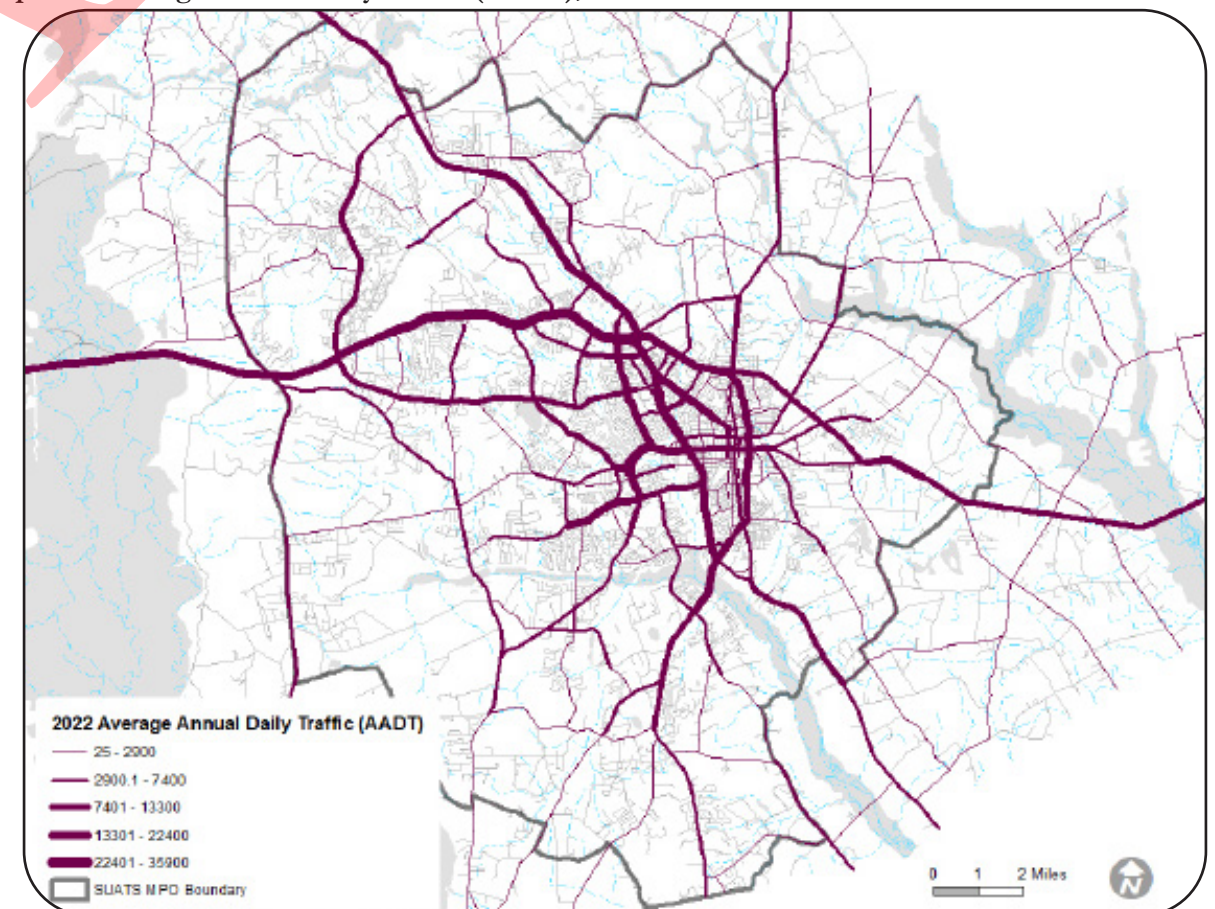 2022 Average Annual Daily Traffic (AADT)
25 - 2900
2900.1 - 7400
7401 - 13300
13301 - 22400
22401 - 35900
SUATS MPO Boundary
0 1 2 Miles
N